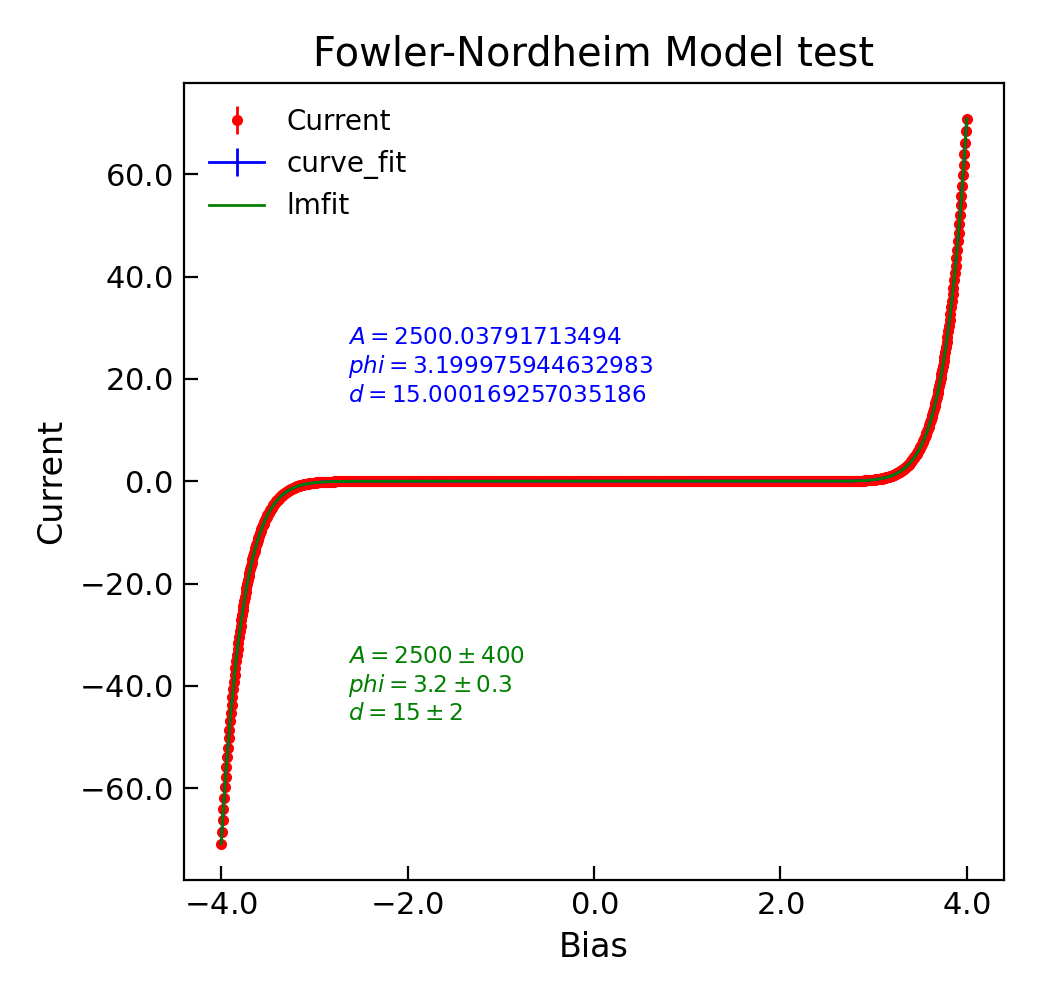 Fowler-Nordheim Model test
Current
curve_fit
lmfit
60.0
40.0
20.0
0.0
−20.0
−40.0
−60.0
Current
A = 2500.03791713494
phi = 3.199975944632983
d = 15.000169257035186
A = 2500 ± 400
phi = 3.2 ± 0.3
d = 15 ± 2
−4.0 −2.0 0.0 2.0 4.0
Bias